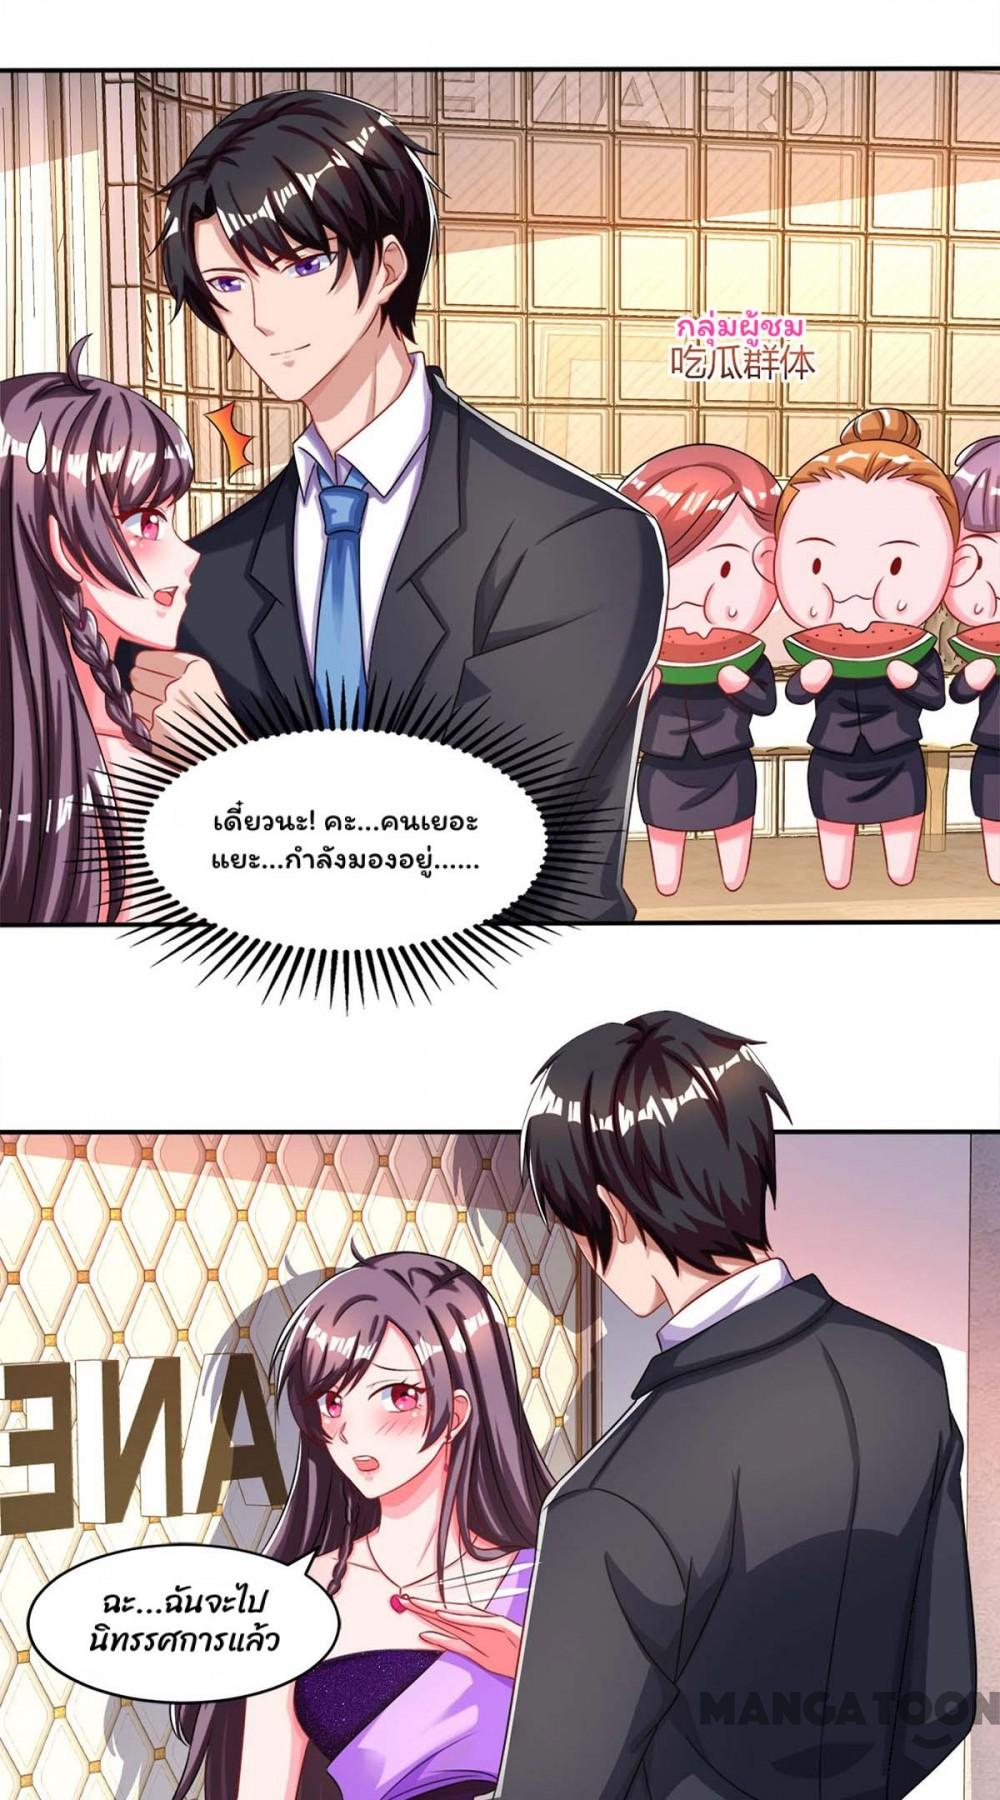 กลุ่มผู้ชม
吃瓜群体
เดี๋ยวนะ! คะ...คนเยอะ
แยะ...กำลังมองอยู่......
ANE
ฉะ...ฉันจะไป
นิทรรศการแล้ว
MANGATOON